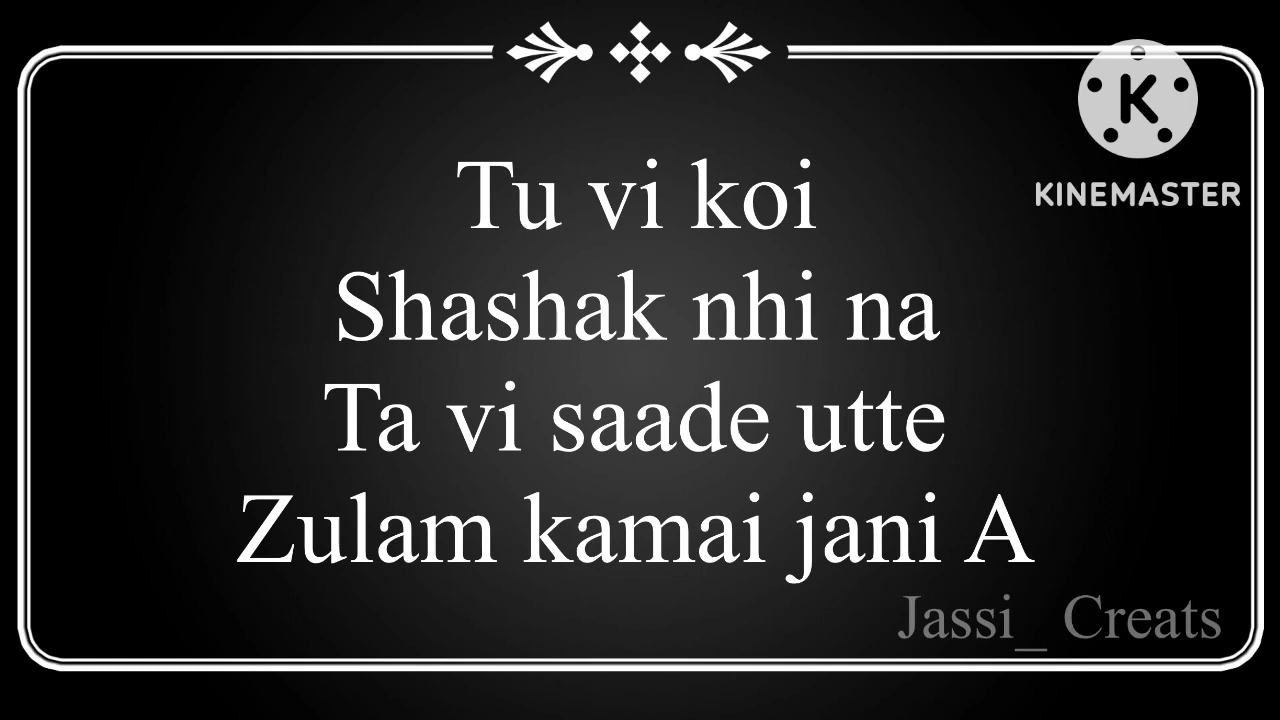 K
KINEMASTER
Tu vi koi
Shashak nhi na
Ta vi saade utte
Zulam kamai jani A
Jassi_ Creats